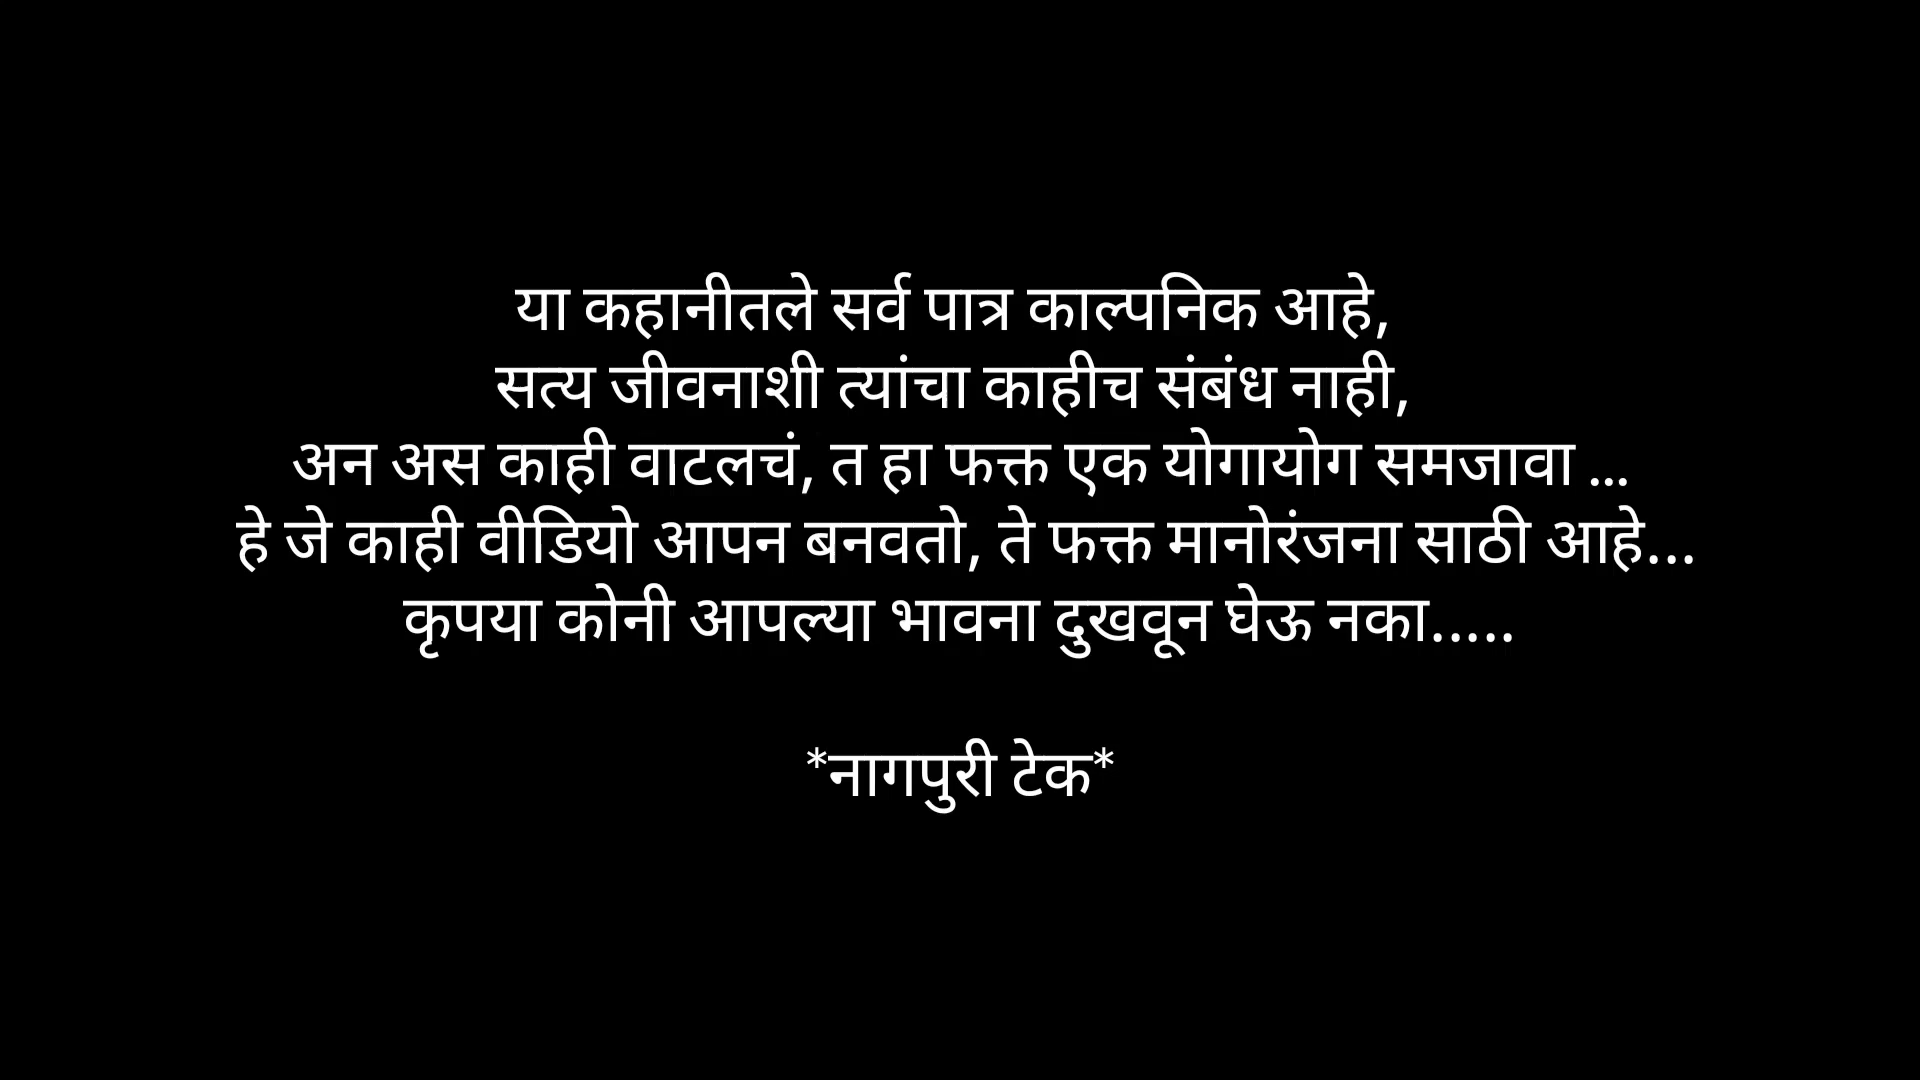 या कहानीतले सर्व पात्र काल्पनिक आहे,
सत्य जीवनाशी त्यांचा काहीच संबंध नाही,
अन अस काही वाटलचं, त हा फक्त एक योगायोग समजावा ...
हे जे काही वीडियो आपन बनवतो, ते फक्त मानोरंजना साठी आहे...
कृपया कोनी आपल्या भावना दुखवून घेऊ नका.....
*नागपुरी टेक*